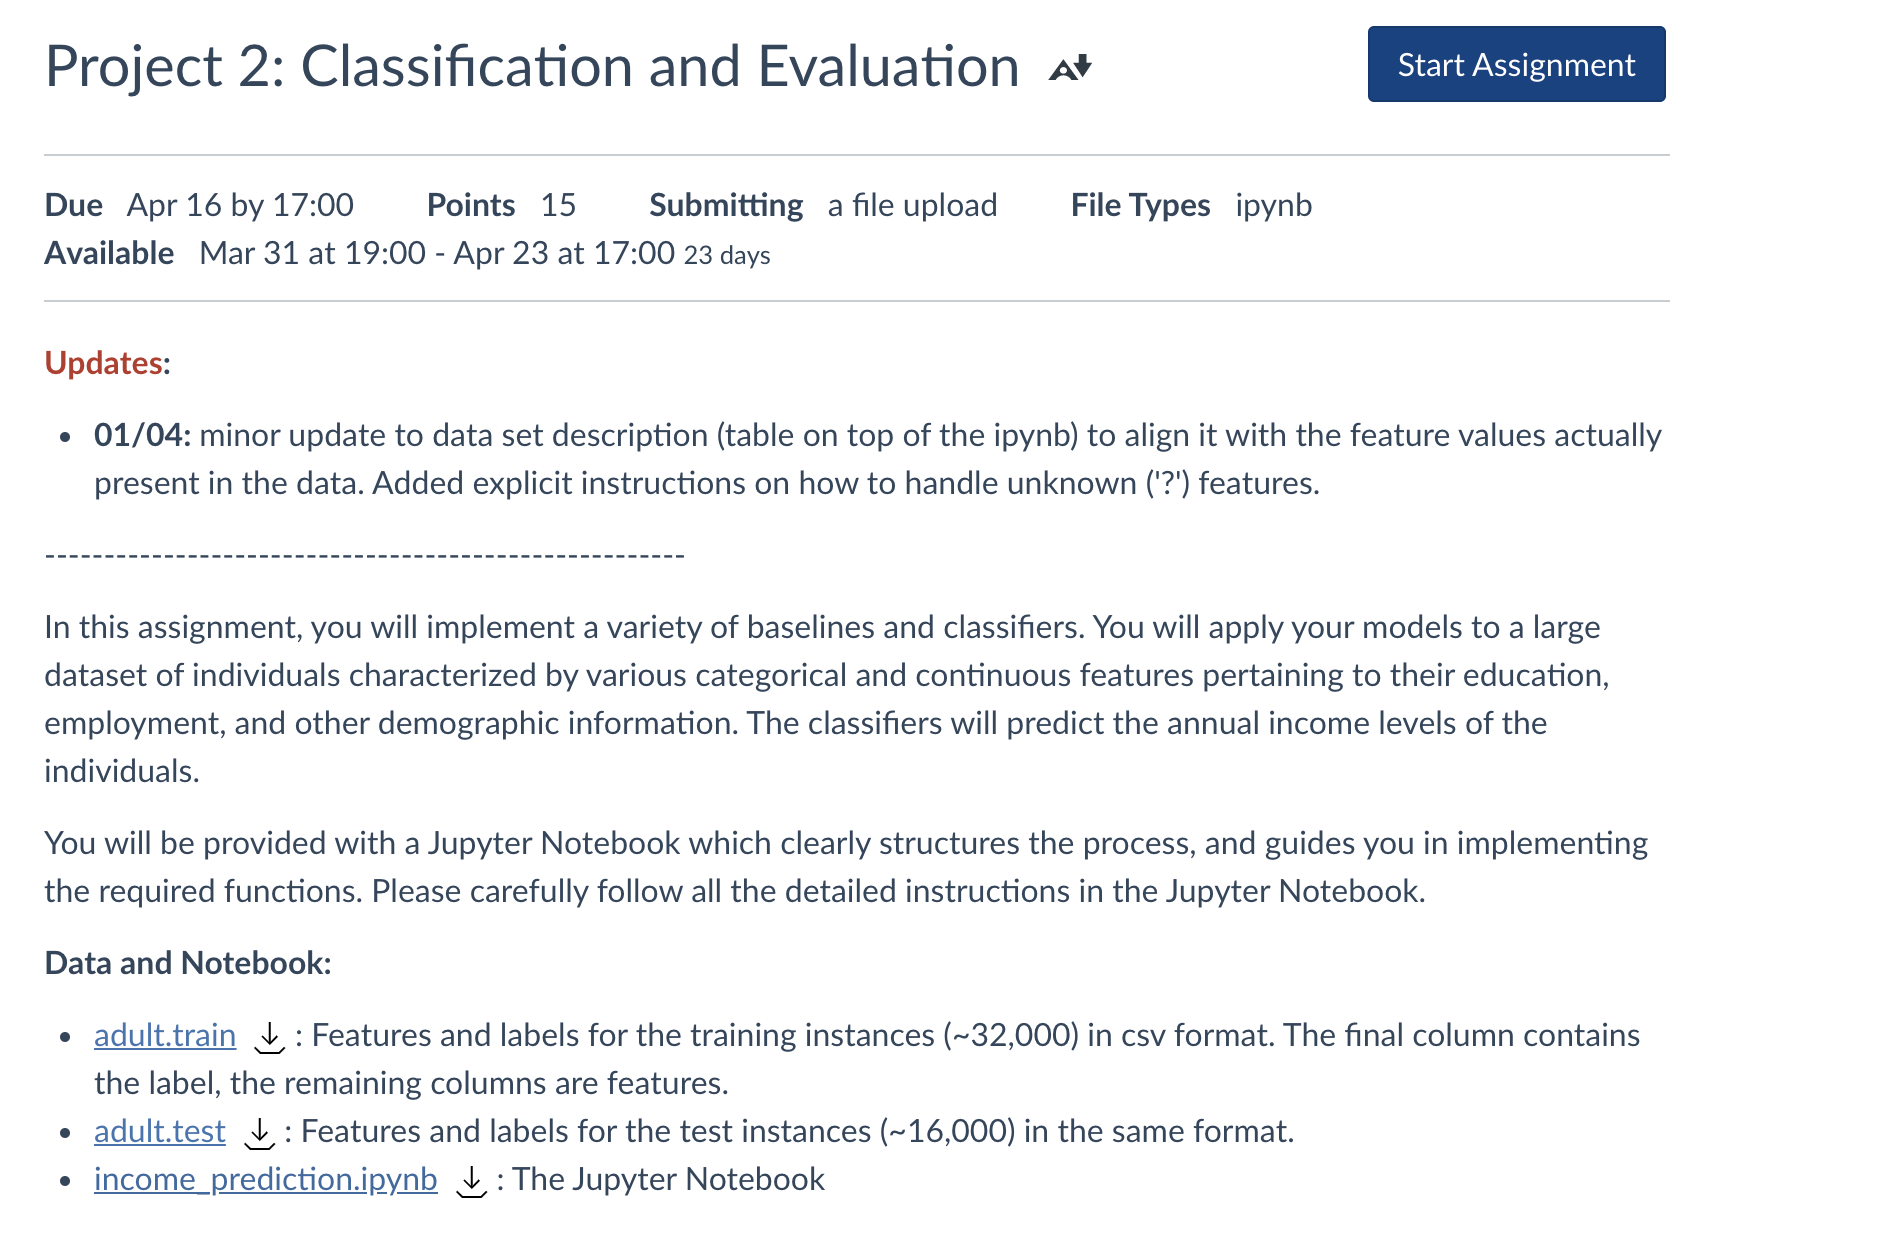 Project 2: Classification and Evaluation
Start Assignment
Due Apr 16 by 17:00 Points 15 Submitting a file upload File Types ipynb
Available Mar 31 at 19:00 - Apr 23 at 17:00 23 days
Updates:
• 01/04: minor update to data set description (table on top of the ipynb) to align it with the feature values actually
present in the data. Added explicit instructions on how to handle unknown ('?') features.
------------------------------------------------------
In this assignment, you will implement a variety of baselines and classifiers. You will apply your models to a large
dataset of individuals characterized by various categorical and continuous features pertaining to their education,
employment, and other demographic information. The classifiers will predict the annual income levels of the
individuals.
You will be provided with a Jupyter Notebook which clearly structures the process, and guides you in implementing
the required functions. Please carefully follow all the detailed instructions in the Jupyter Notebook.
Data and Notebook:
• adult.train : Features and labels for the training instances (~32,000) in csv format. The final column contains
the label, the remaining columns are features.
• adult.test : Features and labels for the test instances (~16,000) in the same format.
• income_prediction.ipynb : The Jupyter Notebook